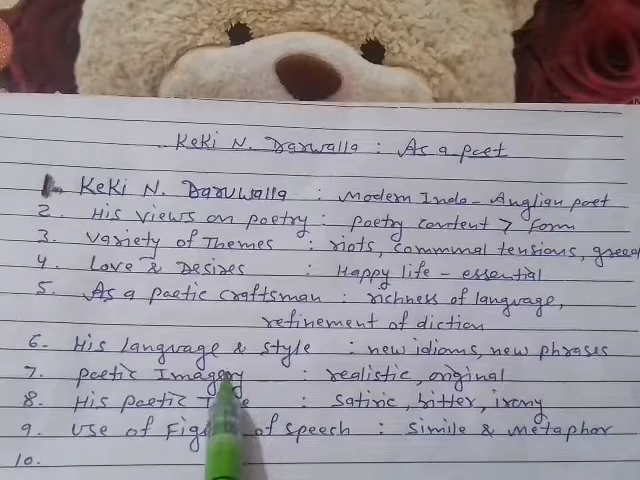 Keki N. Darwalla : As a poet
1. Keki N. Daruwalla : Modern Indo-Anglian poet
2. His views on poetry : Poetry content > Form
3. Variety of Themes : riots, communal tensions, greed
4. Love & Desires : Happy life - essential
5. As a poetic craftsman : richness of language,
refinement of diction
6. His language & style : new idioms, new phrases
7. Poetic Imagery : realistic, original
8. His Poetic : satiric, bitter, irony
9. Use of of speech : simile & metaphor
10.